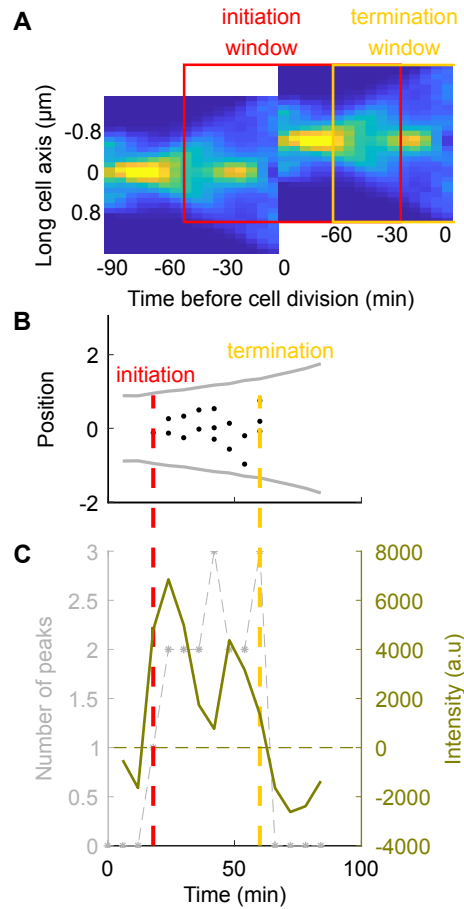 A
initiation
window
termination
window
Long cell axis (µm)
-0.8
0
0.8
-90
-60
-30
0
-60
-30
0
Time before cell division (min)
B
Position
2
0
-2
initiation
termination
C
Number of peaks
3
2.5
2
1.5
1
0.5
0
8000
6000
4000
2000
0
-2000
-4000
Intensity (a.u)
0
50
100
Time (min)